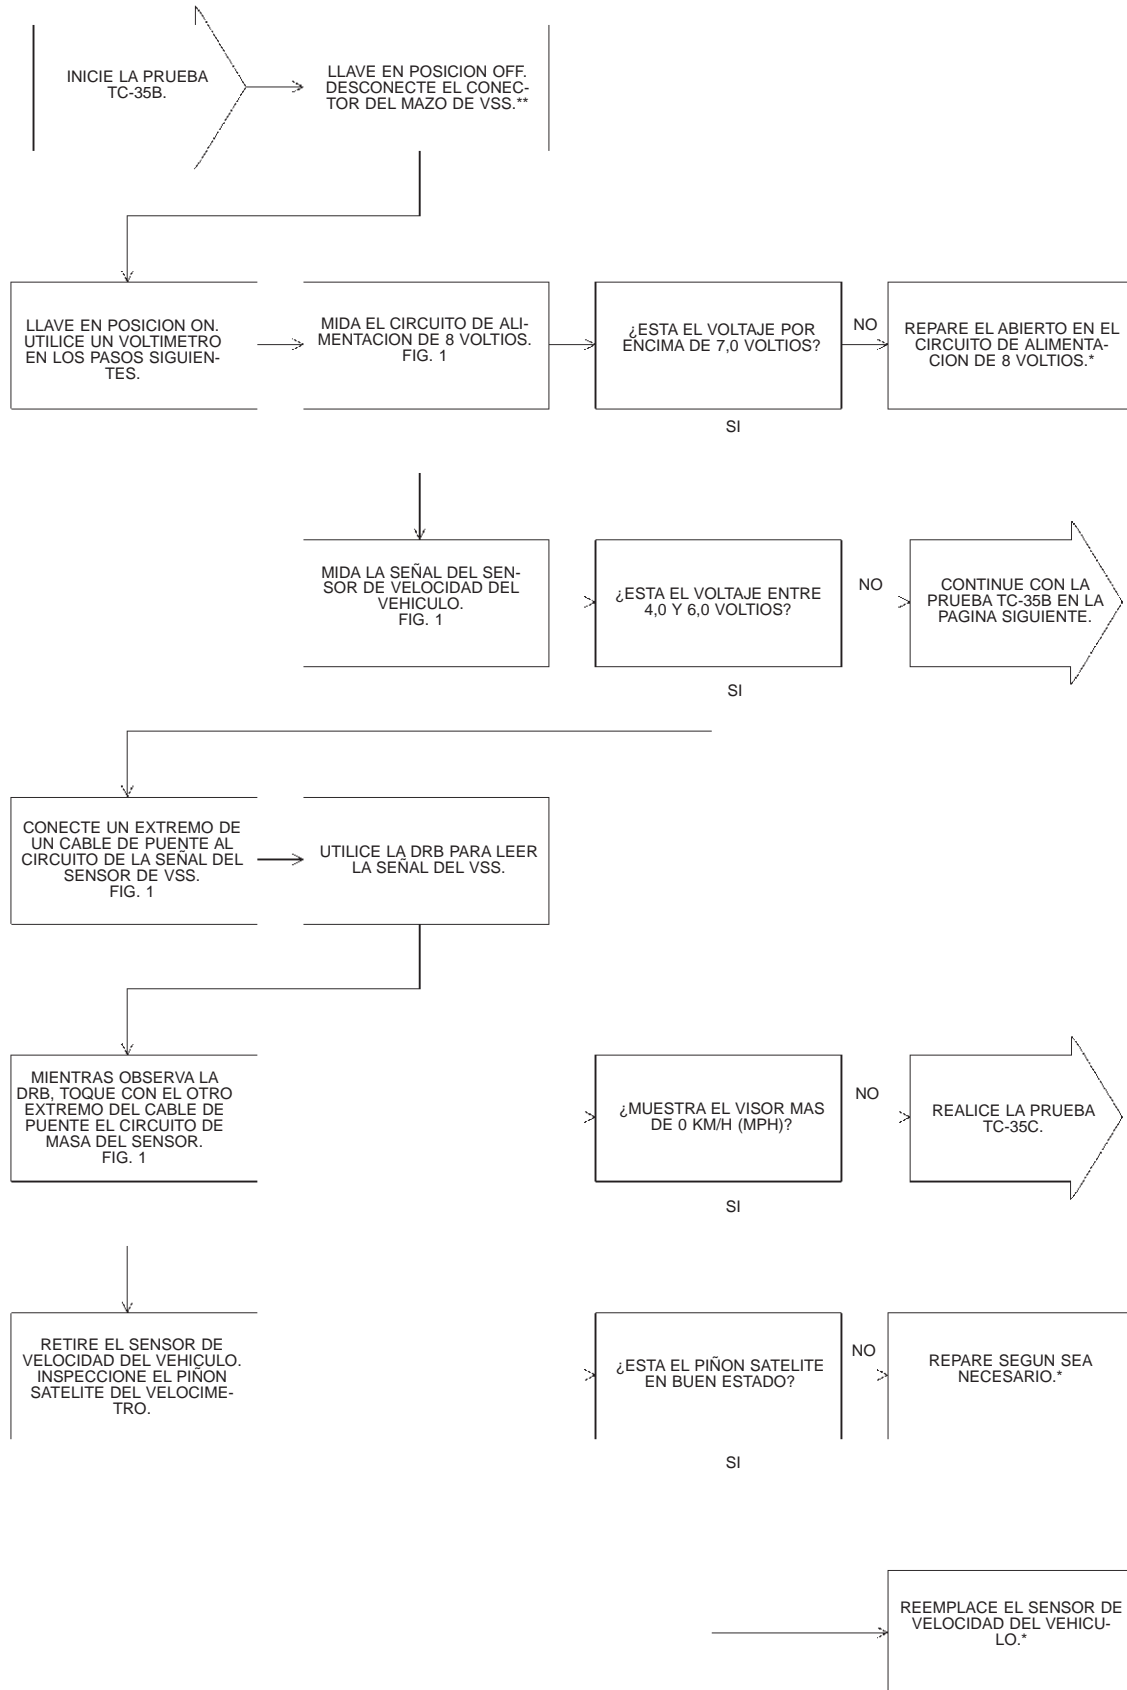 INICIE LA PRUEBA
TC-35B.
LLAVE EN POSICION OFF.
DESCONECTE EL CONEC-
TOR DEL MAZO DE VSS.**
LLAVE EN POSICION ON.
UTILICE UN VOLTIMETRO
EN LOS PASOS SIGUIEN-
TES.
MIDA EL CIRCUITO DE ALI-
MENTACION DE 8 VOLTIOS.
FIG. 1
¿ESTA EL VOLTAJE POR
ENCIMA DE 7,0 VOLTIOS?
NO
REPARE EL ABIERTO EN EL
CIRCUITO DE ALIMENTA-
CION DE 8 VOLTIOS.*
SI
MIDA LA SEÑAL DEL SEN-
SOR DE VELOCIDAD DEL
VEHICULO.
FIG. 1
¿ESTA EL VOLTAJE ENTRE
4,0 Y 6,0 VOLTIOS?
NO
CONTINUE CON LA
PRUEBA TC-35B EN LA
PAGINA SIGUIENTE.
SI
CONECTE UN EXTREMO DE
UN CABLE DE PUENTE AL
CIRCUITO DE LA SEÑAL DEL
SENSOR DE VSS.
FIG. 1
UTILICE LA DRB PARA LEER
LA SEÑAL DEL VSS.
MIENTRAS OBSERVA LA
DRB, TOQUE CON EL OTRO
EXTREMO DEL CABLE DE
PUENTE EL CIRCUITO DE
MASA DEL SENSOR.
FIG. 1
¿MUESTRA EL VISOR MAS
DE 0 KM/H (MPH)?
NO
REALICE LA PRUEBA
TC-35C.
SI
RETIRE EL SENSOR DE
VELOCIDAD DEL VEHICULO.
INSPECCIONE EL PIÑON
SATELITE DEL VELOCIME-
TRO.
¿ESTA EL PIÑON SATELITE
EN BUEN ESTADO?
NO
REPARE SEGUN SEA
NECESARIO.*
SI
REEMPLACE EL SENSOR DE
VELOCIDAD DEL VEHICU-
LO.*